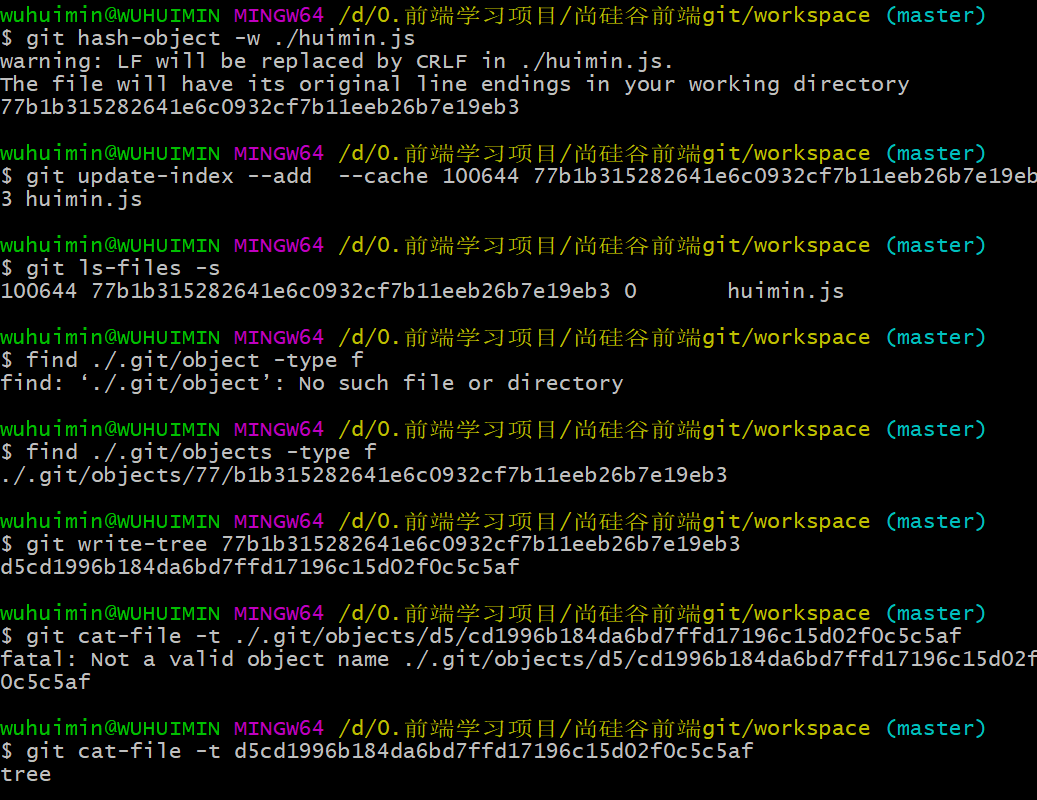 wuhuimin@WUHUIMIN MINGW64 /d/0.前端学习项目/尚硅谷前端git/workspace (master)
$ git hash-object -w ./huimin.js
warning: LF will be replaced by CRLF in ./huimin.js.
The file will have its original line endings in your working directory
77b1b315282641e6c0932cf7b11eeb26b7e19eb3
wuhuimin@WUHUIMIN MINGW64 /d/0.前端学习项目/尚硅谷前端git/workspace (master)
$ git update-index --add  --cache 100644 77b1b315282641e6c0932cf7b11eeb26b7e19eb
3 huimin.js
wuhuimin@WUHUIMIN MINGW64 /d/0.前端学习项目/尚硅谷前端git/workspace (master)
$ git ls-files -s
100644 77b1b315282641e6c0932cf7b11eeb26b7e19eb3 0       huimin.js
wuhuimin@WUHUIMIN MINGW64 /d/0.前端学习项目/尚硅谷前端git/workspace (master)
$ find ./.git/object -type f
find: ‘./.git/object’: No such file or directory
wuhuimin@WUHUIMIN MINGW64 /d/0.前端学习项目/尚硅谷前端git/workspace (master)
$ find ./.git/objects -type f
./.git/objects/77/b1b315282641e6c0932cf7b11eeb26b7e19eb3
wuhuimin@WUHUIMIN MINGW64 /d/0.前端学习项目/尚硅谷前端git/workspace (master)
$ git write-tree 77b1b315282641e6c0932cf7b11eeb26b7e19eb3
d5cd1996b184da6bd7ffd17196c15d02f0c5c5af
wuhuimin@WUHUIMIN MINGW64 /d/0.前端学习项目/尚硅谷前端git/workspace (master)
$ git cat-file -t ./.git/objects/d5/cd1996b184da6bd7ffd17196c15d02f0c5c5af
fatal: Not a valid object name ./.git/objects/d5/cd1996b184da6bd7ffd17196c15d02f
0c5c5af
wuhuimin@WUHUIMIN MINGW64 /d/0.前端学习项目/尚硅谷前端git/workspace (master)
$ git cat-file -t d5cd1996b184da6bd7ffd17196c15d02f0c5c5af
tree